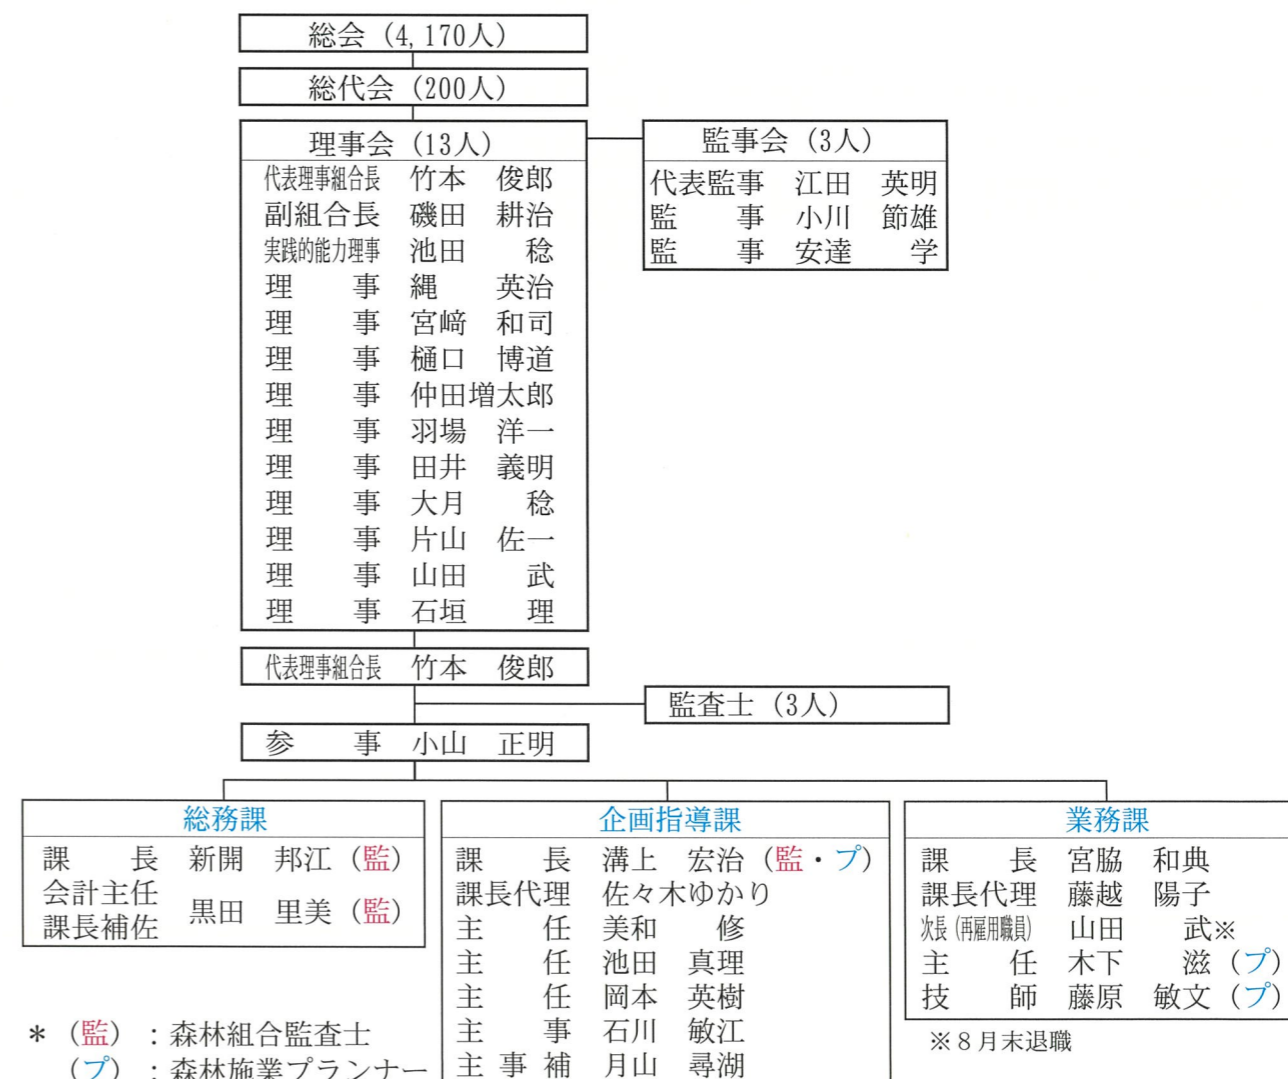 総会（4,170人）
総代会（200人）
理事会（13人）
代表理事組合長 竹本 俊郎
副組合長 磯田 耕治
実践的能力理事 池田 稔
理事 縄 英治
理事 宮﨑 和司
理事 樋口 博道
理事 仲田増太郎
理事 羽場 洋一
理事 田井 義明
理事 大月 稔
理事 片山 佐一
理事 山田 武
理事 石垣 理
監事会（3人）
代表監事 江田 英明
監事 小川 節雄
監事 安達 学
代表理事組合長 竹本 俊郎
監査士（3人）
参事 小山 正明
総務課
課長 新開 邦江（監）
会計主任
課長補佐 黒田 里美（監）
企画指導課
課長 溝上 宏治（監・プ）
課長代理 佐々木ゆかり
主任 美和 修
主任 池田 真理
主任 岡本 英樹
主事 石川 敏江
主事補 月山 尋湖
業務課
課長 宮脇 和典
課長代理 藤越 陽子
次長（再雇用職員） 山田 武※
主任 木下 滋（プ）
技師 藤原 敏文（プ）
※８月末退職
＊（監）：森林組合監査士
（プ）：森林施業プランナー